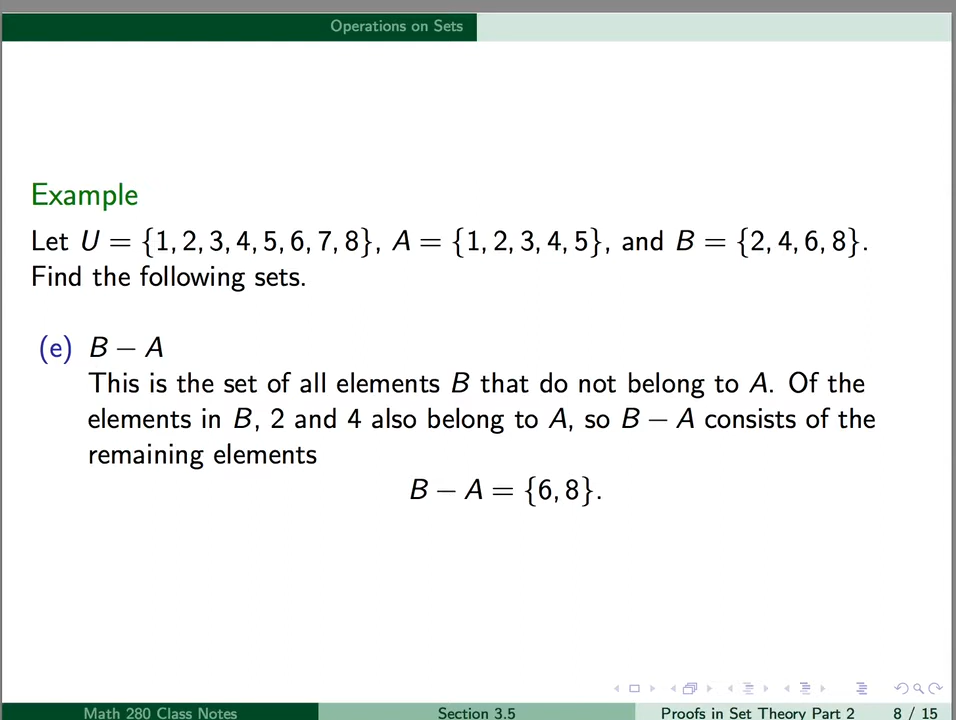 Operations on Sets
Example
Let U = {1, 2, 3, 4, 5, 6, 7, 8}, A = {1, 2, 3, 4, 5}, and B = {2, 4, 6, 8}.
Find the following sets.
(e) B − A
This is the set of all elements B that do not belong to A. Of the
elements in B, 2 and 4 also belong to A, so B − A consists of the
remaining elements
B − A = {6, 8}.
Math 280 Class Notes Section 3.5 Proofs in Set Theory Part 2 8 / 15